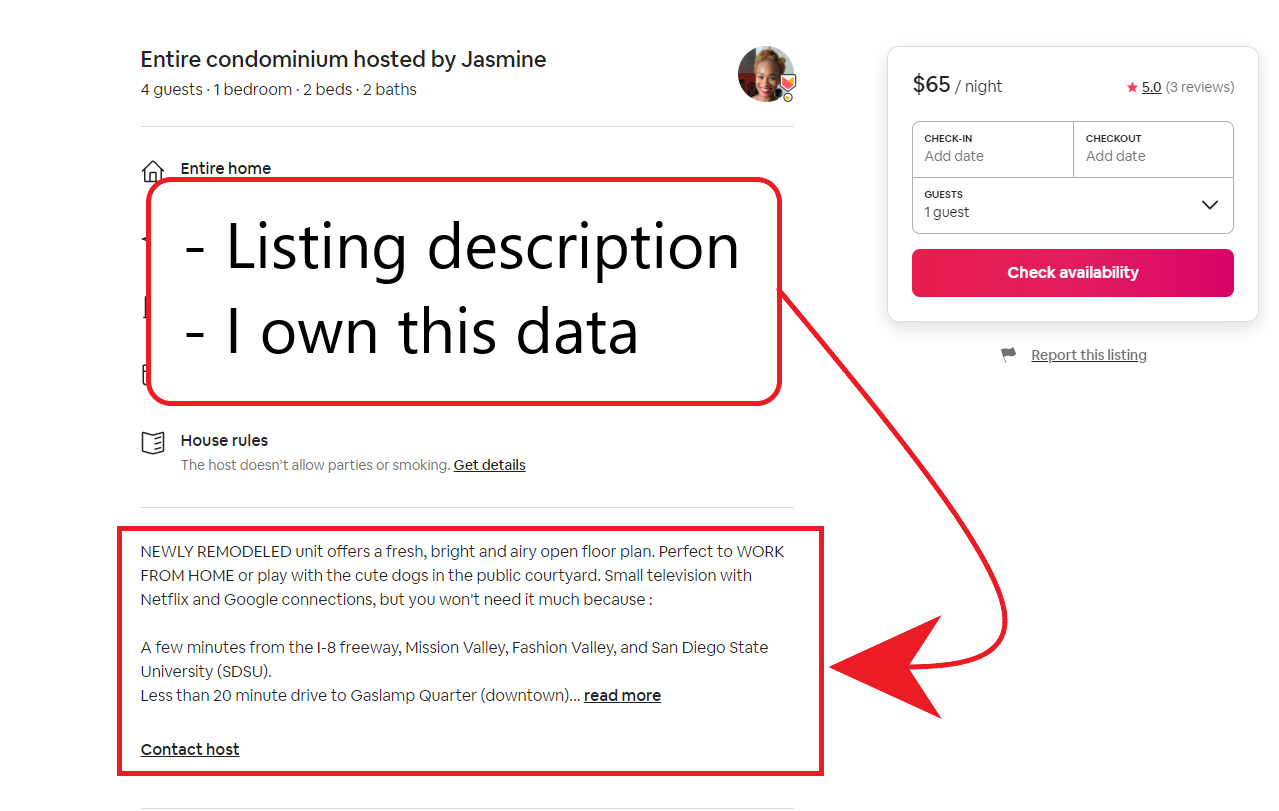 Entire condominium hosted by Jasmine
4 guests · 1 bedroom · 2 beds · 2 baths
Entire home
- Listing description
- I own this data
House rules
The host doesn’t allow parties or smoking. Get details
NEWLY REMODELED unit offers a fresh, bright and airy open floor plan. Perfect to WORK
FROM HOME or play with the cute dogs in the public courtyard. Small television with
Netflix and Google connections, but you won't need it much because :
A few minutes from the I-8 freeway, Mission Valley, Fashion Valley, and San Diego State
University (SDSU).
Less than 20 minute drive to Gaslamp Quarter (downtown)... read more
Contact host
$65 / night
5.0 (3 reviews)
CHECK-IN
Add date
CHECKOUT
Add date
GUESTS
1 guest
Check availability
Report this listing